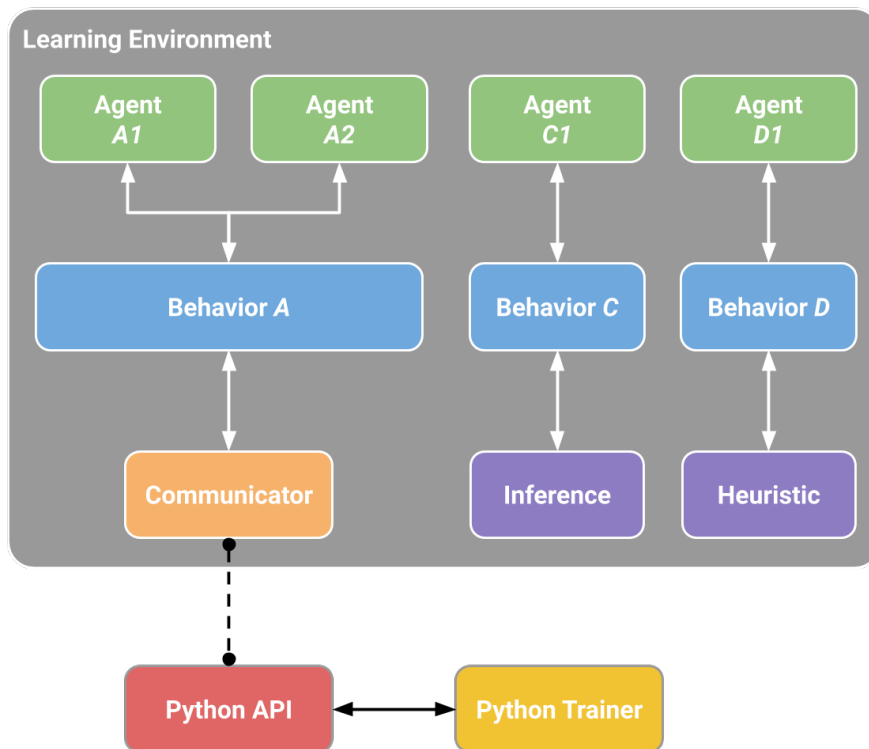 Learning Environment
Agent
A1
Agent
A2
Agent
C1
Agent
D1
Behavior A
Behavior C
Behavior D
Communicator
Inference
Heuristic
Python API
Python Trainer